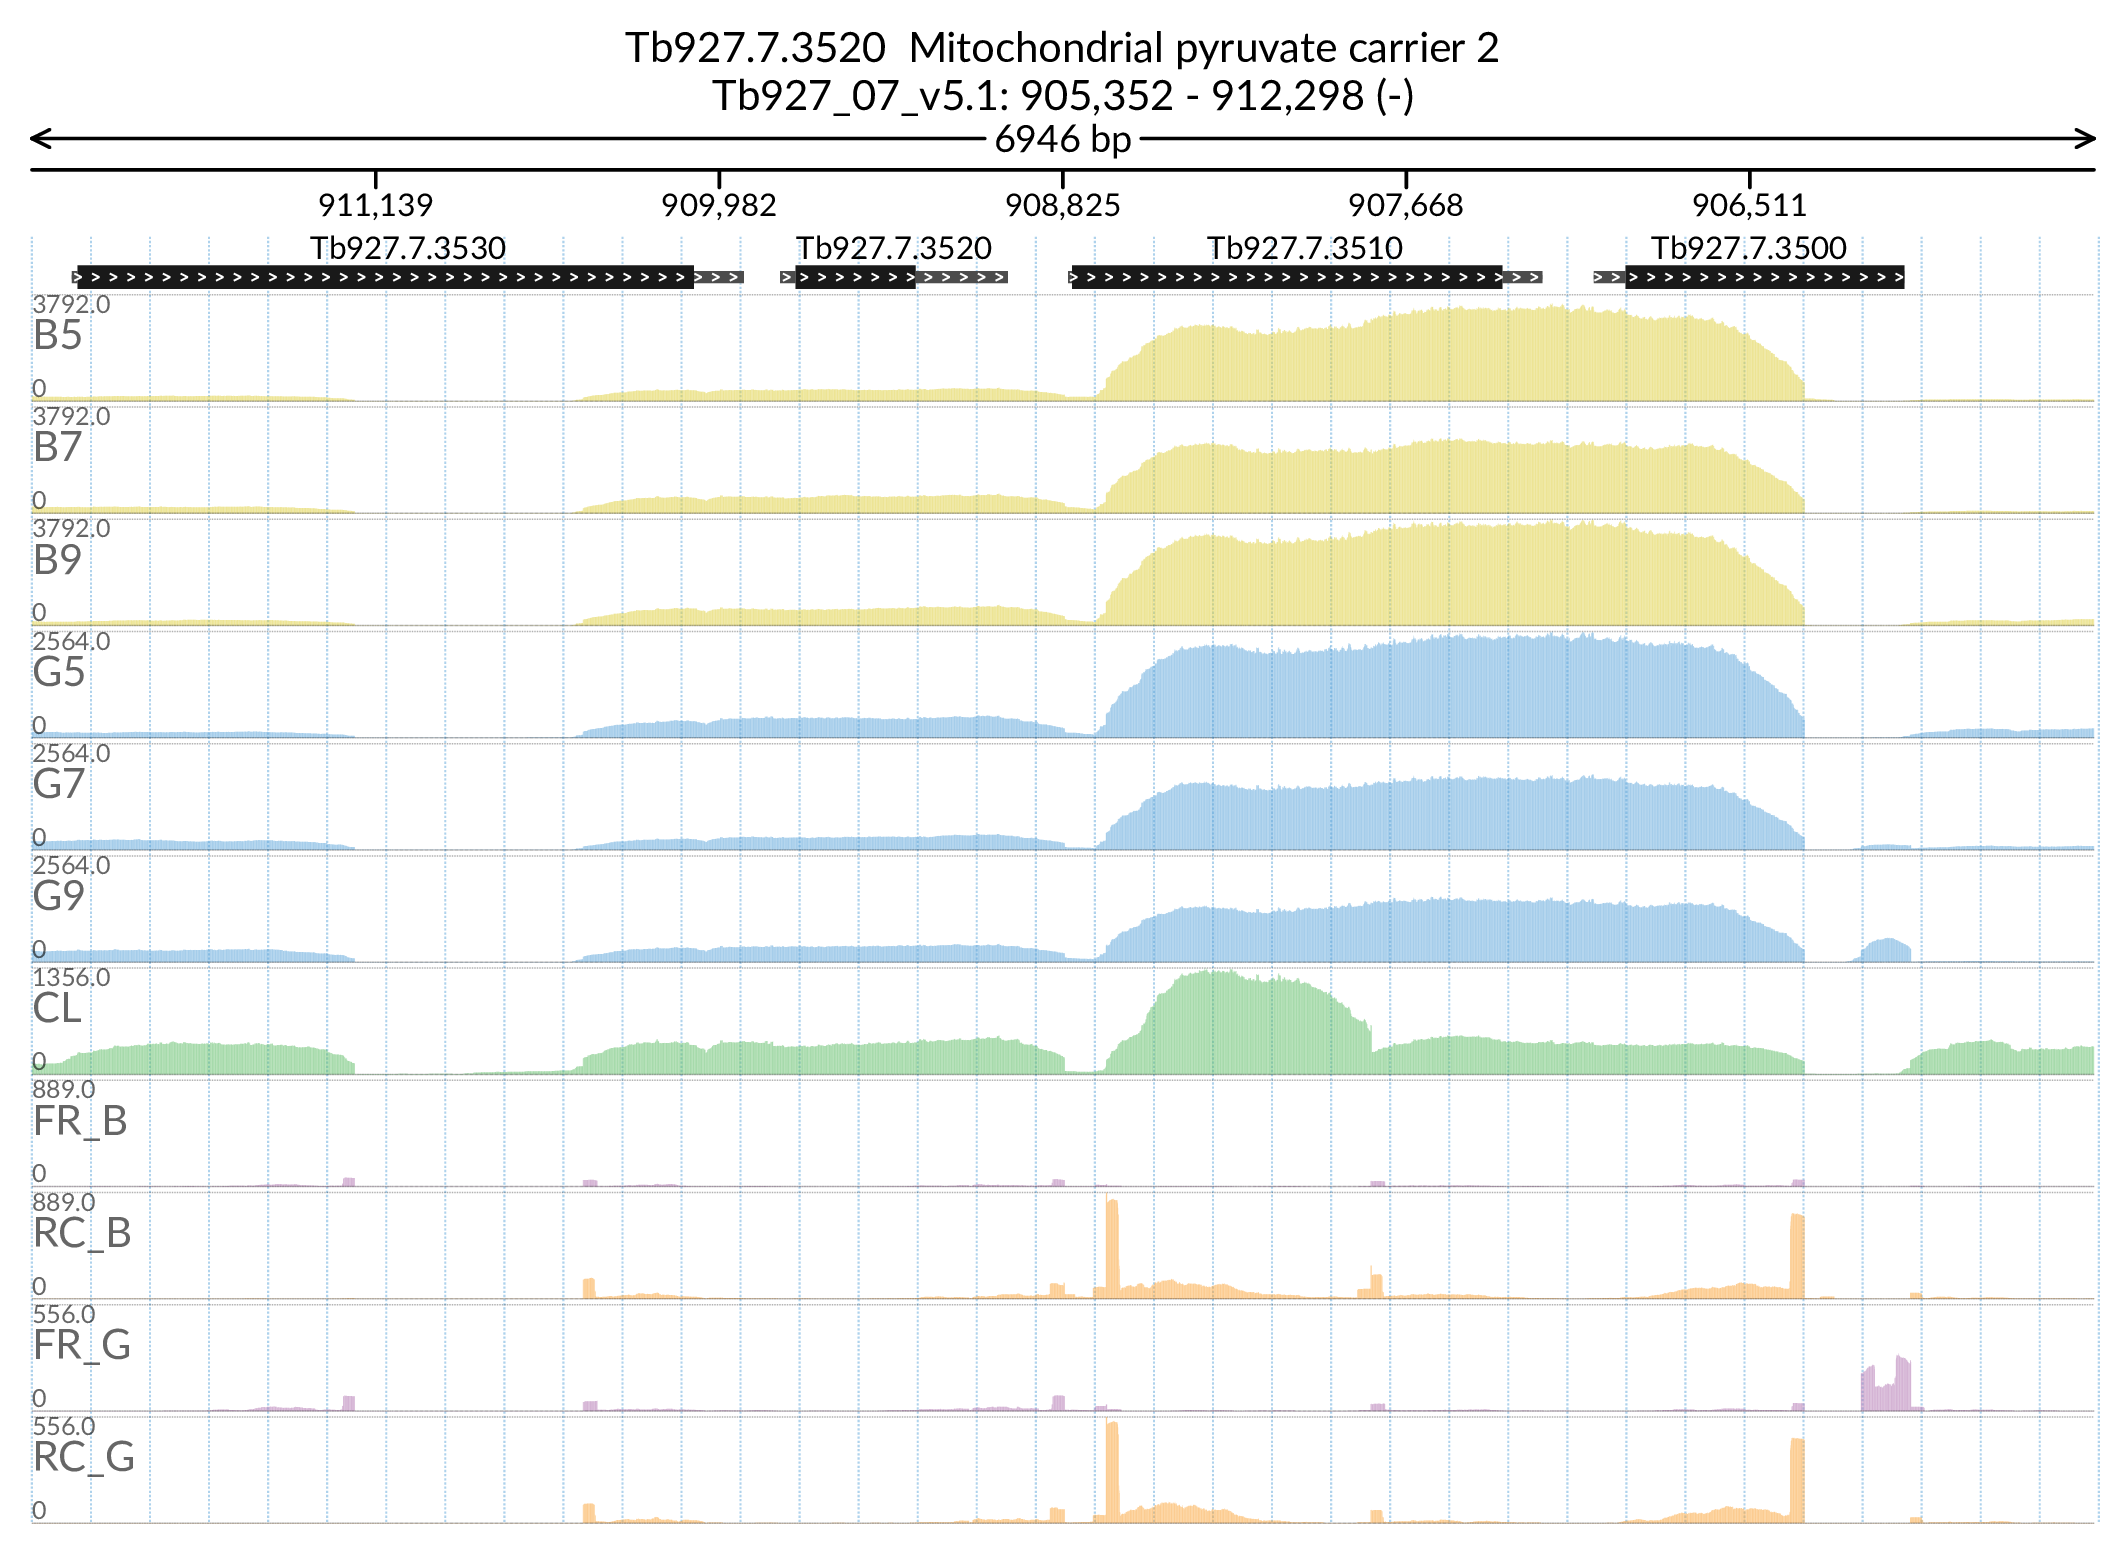 Tb927.7.3520 Mitochondrial pyruvate carrier 2
Tb927_07_v5.1: 905,352 - 912,298 (-)
6946 bp
911,139 909,982 908,825 907,668 906,511
Tb927.7.3530 Tb927.7.3520 Tb927.7.3510 Tb927.7.3500
3792.0
B5
0
3792.0
B7
0
3792.0
B9
0
2564.0
G5
0
2564.0
G7
0
2564.0
G9
0
1356.0
CL
0
889.0
FR_B
0
889.0
RC_B
0
556.0
FR_G
0
556.0
RC_G
0